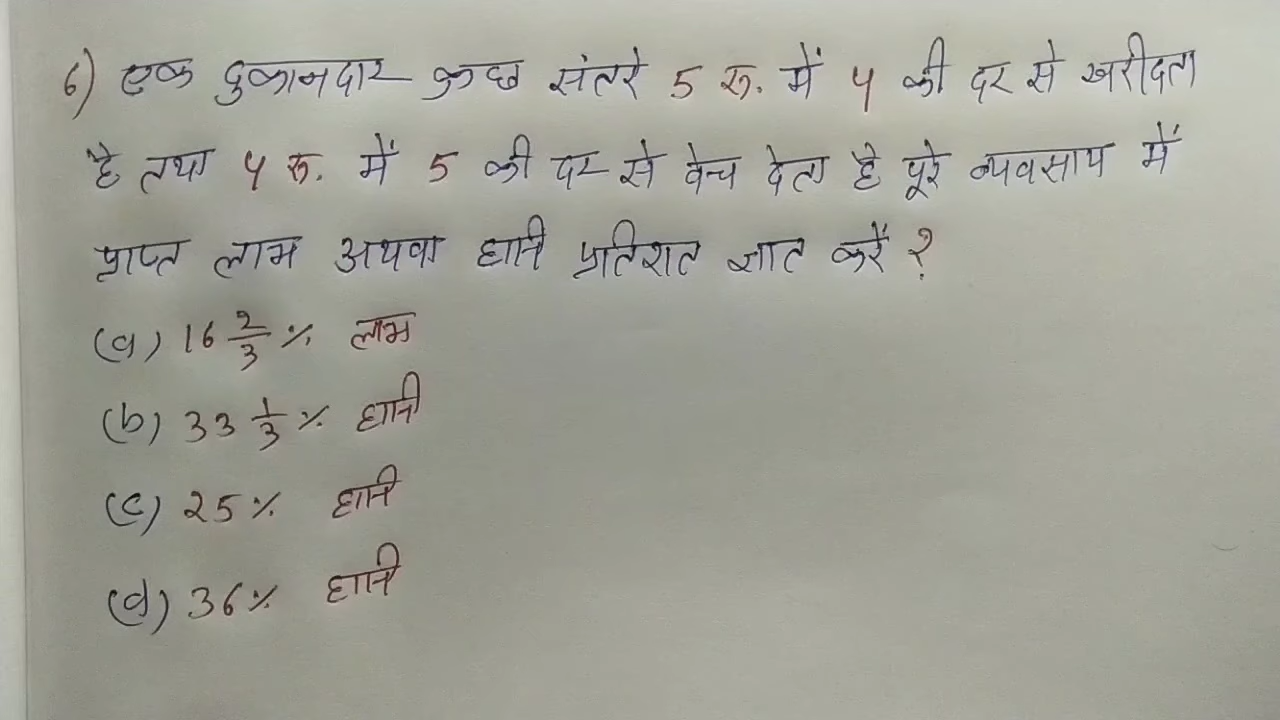 6) एक दुकानदार कुछ संतरे 5 रू. में 4 की दर से खरीदता
है तथा 4 रू. में 5 की दर से बेच देता है पूरे व्यवसाय में
प्राप्त लाभ अथवा हानि प्रतिशत ज्ञात करें ?
(a) 16 2/3 % लाभ
(b) 33 1/3 % हानि
(c) 25 % हानि
(d) 36 % हानि